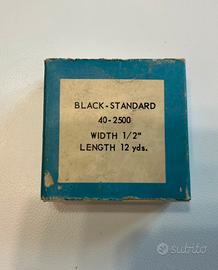 BLACK-STANDARD
40-2500
WIDTH 1/2"
LENGTH 12 yds.
subito